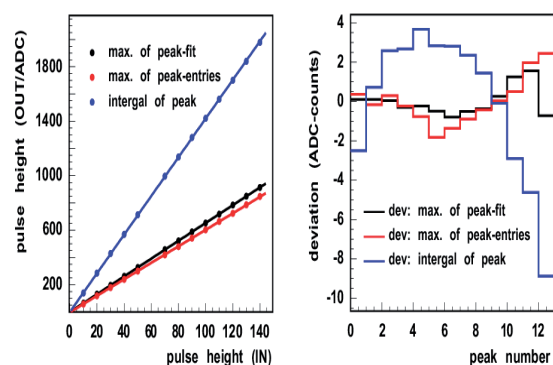 pulse height (OUT/ADC)
2000
1800
1400
1000
800
600
200
max. of peak-fit
max. of peak-entries
intergal of peak
0 20 40 60 80 100 120 140
pulse height (IN)
deviation (ADC-counts)
4
2
0
-2
-4
-6
-8
-10
dev: max. of peak-fit
dev: max. of peak-entries
dev: intergal of peak
0 2 4 6 8 10 12
peak number